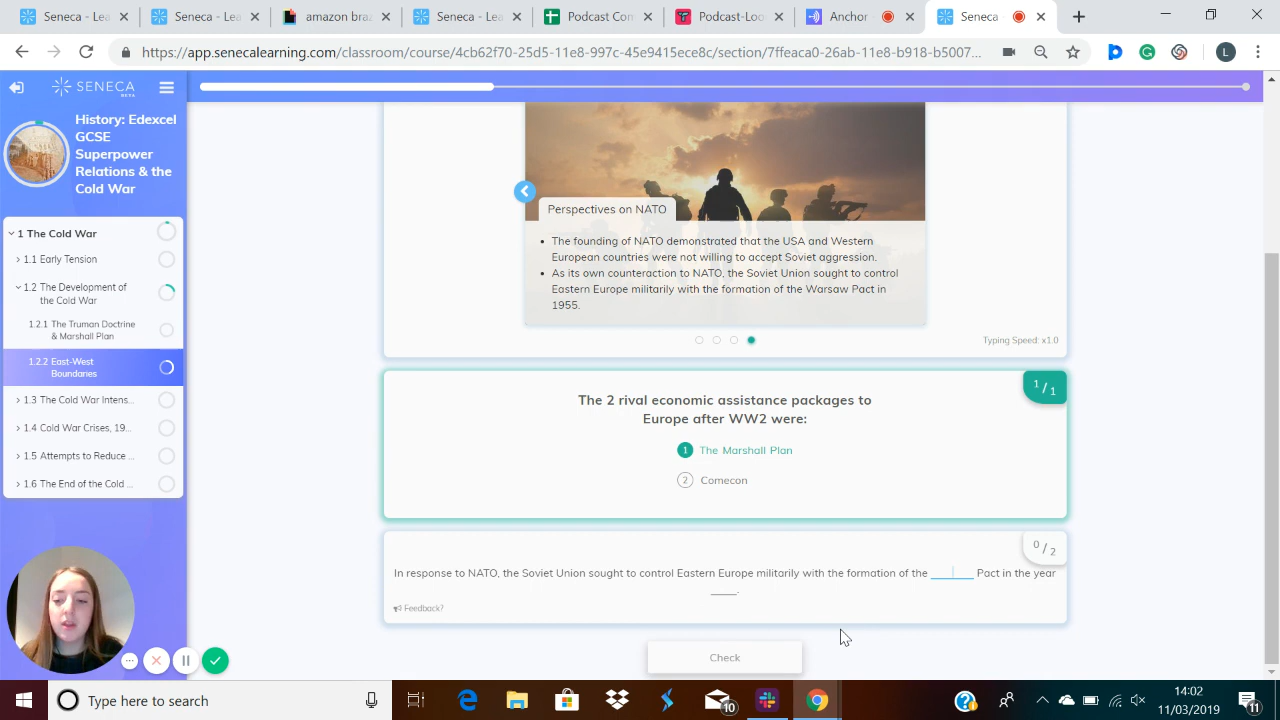 Seneca - Lea
Seneca - Lea
amazon braz
Seneca - Lea
Podcast Con
Podcast-Loo
Anchor -
Seneca -
https://app.senecalearning.com/classroom/course/4cb62f70-25d5-11e8-997c-45e9415ece8c/section/7ffeaca0-26ab-11e8-b918-b5007...
L
SENECA
BETA
History: Edexcel
GCSE
Superpower
Relations & the
Cold War
1 The Cold War
1.1 Early Tension
1.2 The Development of
the Cold War
1.2.1 The Truman Doctrine
& Marshall Plan
1.2.2 East-West
Boundaries
1.3 The Cold War Intens...
1.4 Cold War Crises, 19...
1.5 Attempts to Reduce ...
1.6 The End of the Cold ...
Perspectives on NATO
• The founding of NATO demonstrated that the USA and Western
European countries were not willing to accept Soviet aggression.
• As its own counteraction to NATO, the Soviet Union sought to control
Eastern Europe militarily with the formation of the Warsaw Pact in
1955.
Typing Speed: x1.0
1/1
The 2 rival economic assistance packages to
Europe after WW2 were:
1 The Marshall Plan
2 Comecon
0/2
In response to NATO, the Soviet Union sought to control Eastern Europe militarily with the formation of the ______ Pact in the year
____.
Feedback?
Check
Type here to search
10
14:02
11/03/2019
11